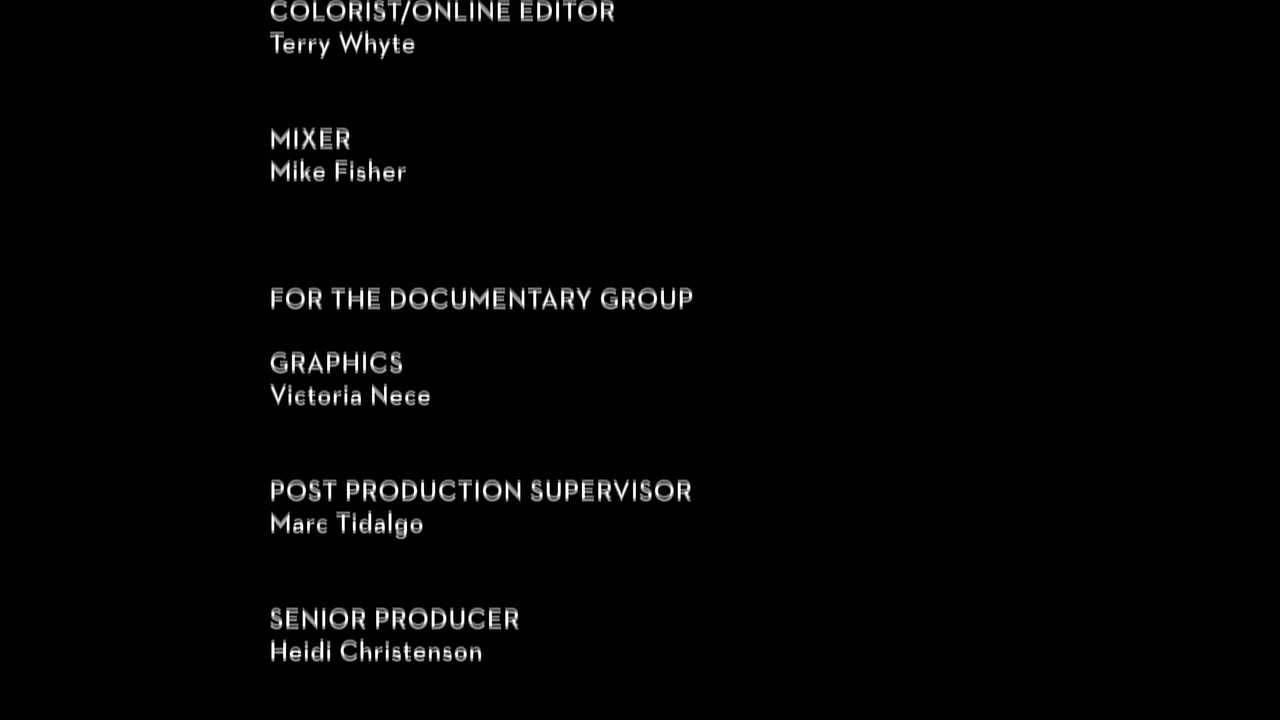 COLORIST/ONLINE EDITOR
Terry Whyte
MIXER
Mike Fisher
FOR THE DOCUMENTARY GROUP
GRAPHICS
Victoria Nece
POST PRODUCTION SUPERVISOR
Marc Tidalgo
SENIOR PRODUCER
Heidi Christenson